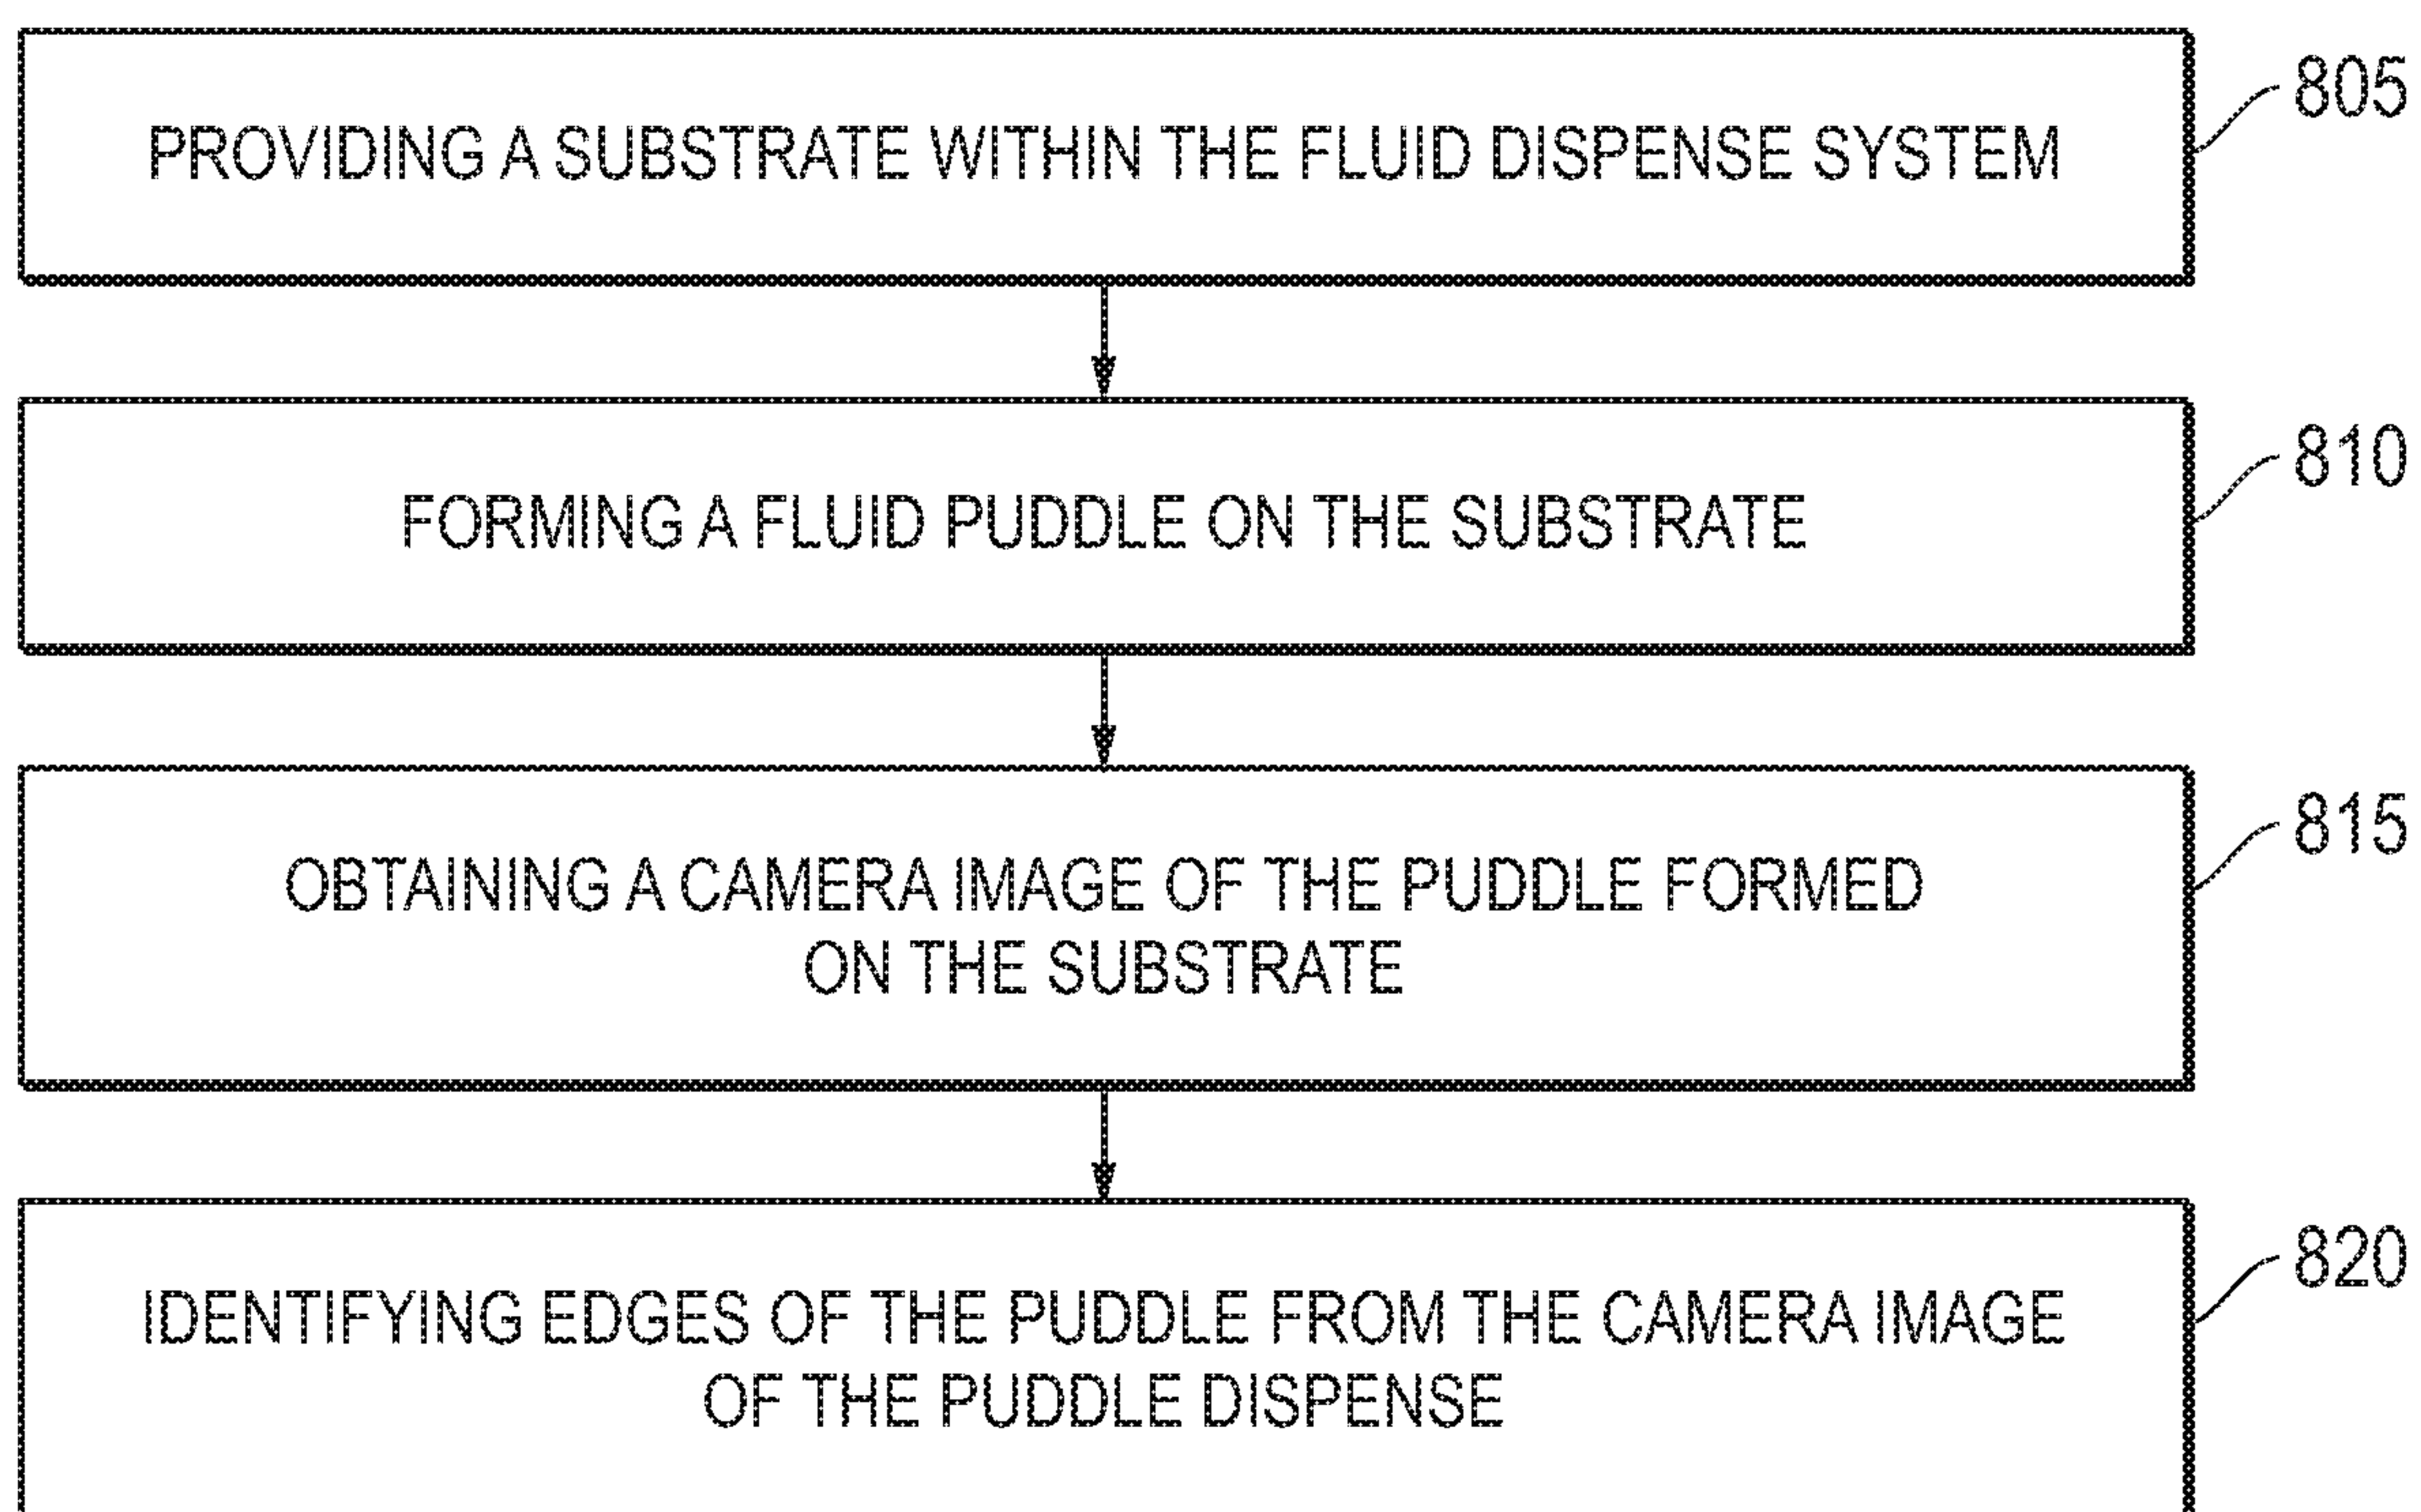 PROVIDING A SUBSTRATE WITHIN THE FLUID DISPENSE SYSTEM
805
FORMING A FLUID PUDDLE ON THE SUBSTRATE
810
OBTAINING A CAMERA IMAGE OF THE PUDDLE FORMED
ON THE SUBSTRATE
815
IDENTIFYING EDGES OF THE PUDDLE FROM THE CAMERA IMAGE
OF THE PUDDLE DISPENSE
820